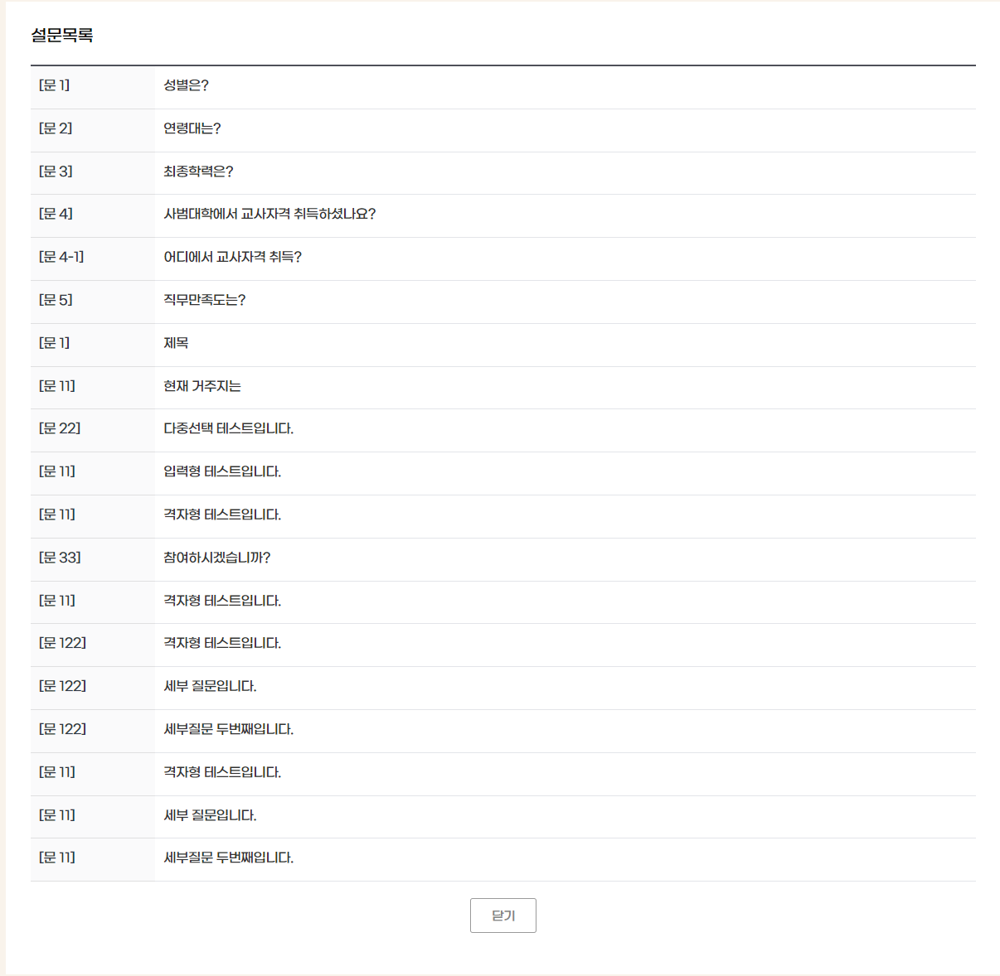 설문목록
[문 1] 성별은?
[문 2] 연령대는?
[문 3] 최종학력은?
[문 4] 사범대학에서 교사자격 취득하셨나요?
[문 4-1] 어디에서 교사자격 취득?
[문 5] 직무만족도는?
[문 1] 제목
[문 11] 현재 거주지는
[문 22] 다중선택 테스트입니다.
[문 11] 입력형 테스트입니다.
[문 11] 격자형 테스트입니다.
[문 33] 참여하시겠습니까?
[문 11] 격자형 테스트입니다.
[문 122] 격자형 테스트입니다.
[문 122] 세부 질문입니다.
[문 122] 세부질문 두번째입니다.
[문 11] 격자형 테스트입니다.
[문 11] 세부 질문입니다.
[문 11] 세부질문 두번째입니다.
닫기